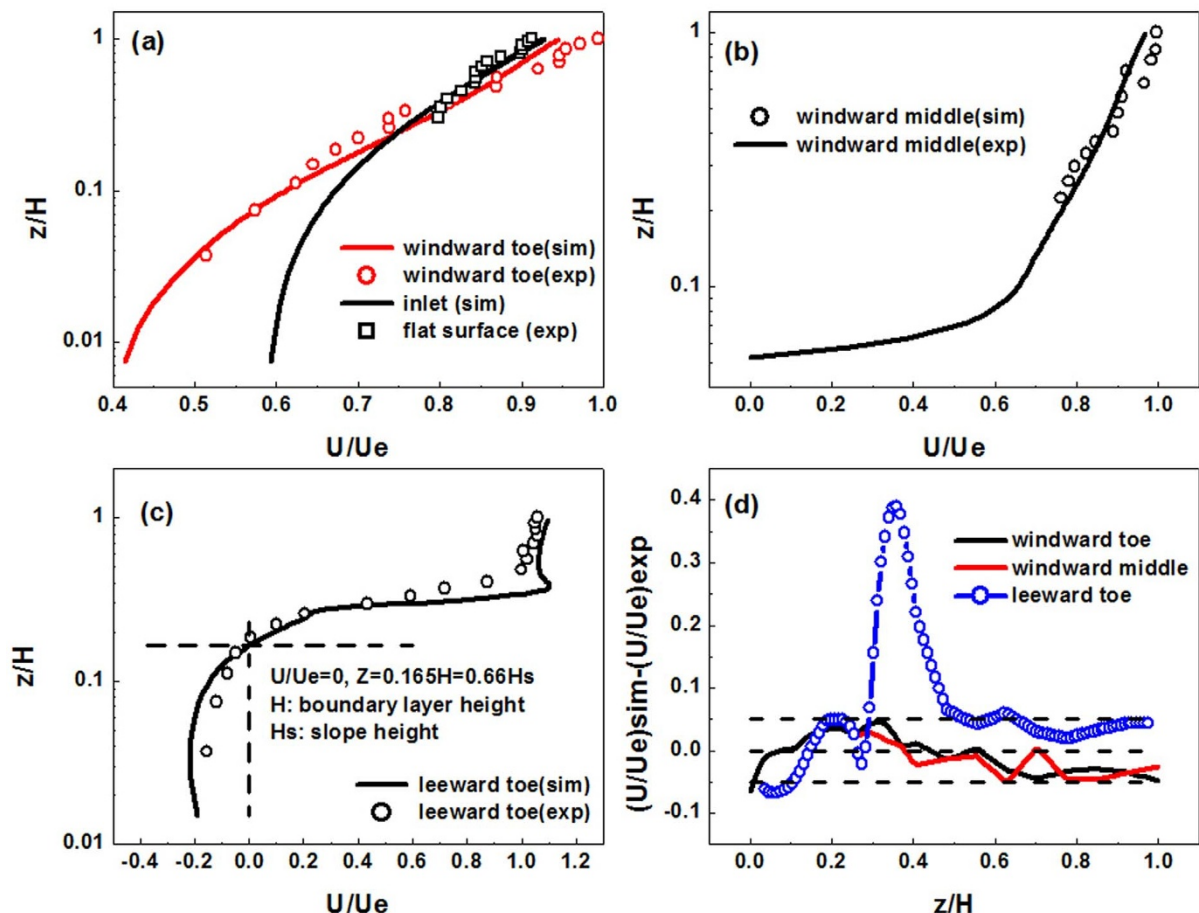 (a)
1
0.1
0.01
z/H
windward toe(sim)
windward toe(exp)
inlet (sim)
flat surface (exp)
0.4 0.5 0.6 0.7 0.8 0.9 1.0
U/Ue
(b)
1
0.1
z/H
windward middle(sim)
windward middle(exp)
0.0 0.2 0.4 0.6 0.8 1.0
U/Ue
(c)
1
0.1
0.01
z/H
U/Ue=0, Z=0.165H=0.66Hs
H: boundary layer height
Hs: slope height
leeward toe(sim)
leeward toe(exp)
-0.4 -0.2 0.0 0.2 0.4 0.6 0.8 1.0 1.2
U/Ue
(d)
0.4
0.3
0.2
0.1
0.0
-0.1
(U/Ue)sim-(U/Ue)exp
windward toe
windward middle
leeward toe
0.0 0.2 0.4 0.6 0.8 1.0
z/H